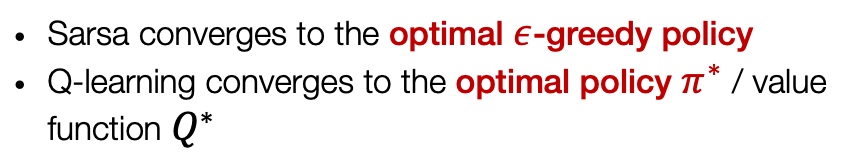 • Sarsa converges to the optimal ϵ-greedy policy
• Q-learning converges to the optimal policy π* / value
function Q*